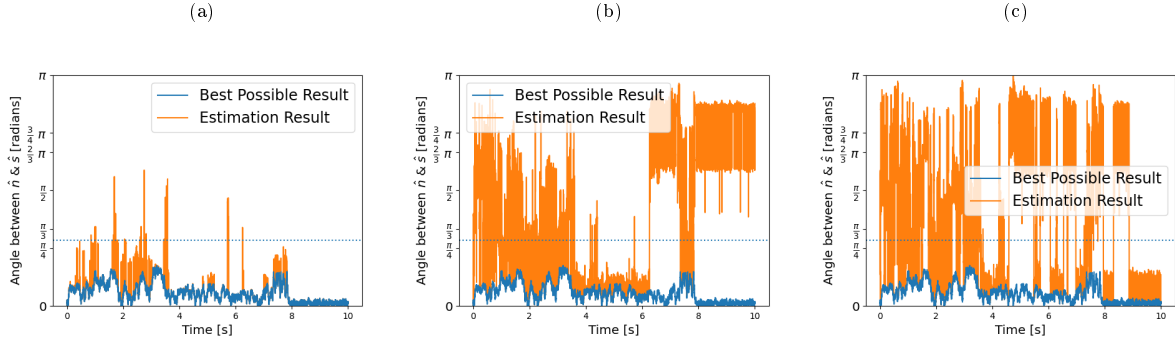 (a)
(b)
(c)
π
3/4 π
2/3 π
π/2
π/3
π/4
0
Angle between n̂ & ŝ [radians]
Best Possible Result
Estimation Result
0 2 4 6 8 10
Time [s]
π
3/4 π
2/3 π
π/2
π/3
π/4
0
Angle between n̂ & ŝ [radians]
Best Possible Result
Estimation Result
0 2 4 6 8 10
Time [s]
π
3/4 π
2/3 π
π/2
π/3
π/4
0
Angle between n̂ & ŝ [radians]
Best Possible Result
Estimation Result
0 2 4 6 8 10
Time [s]